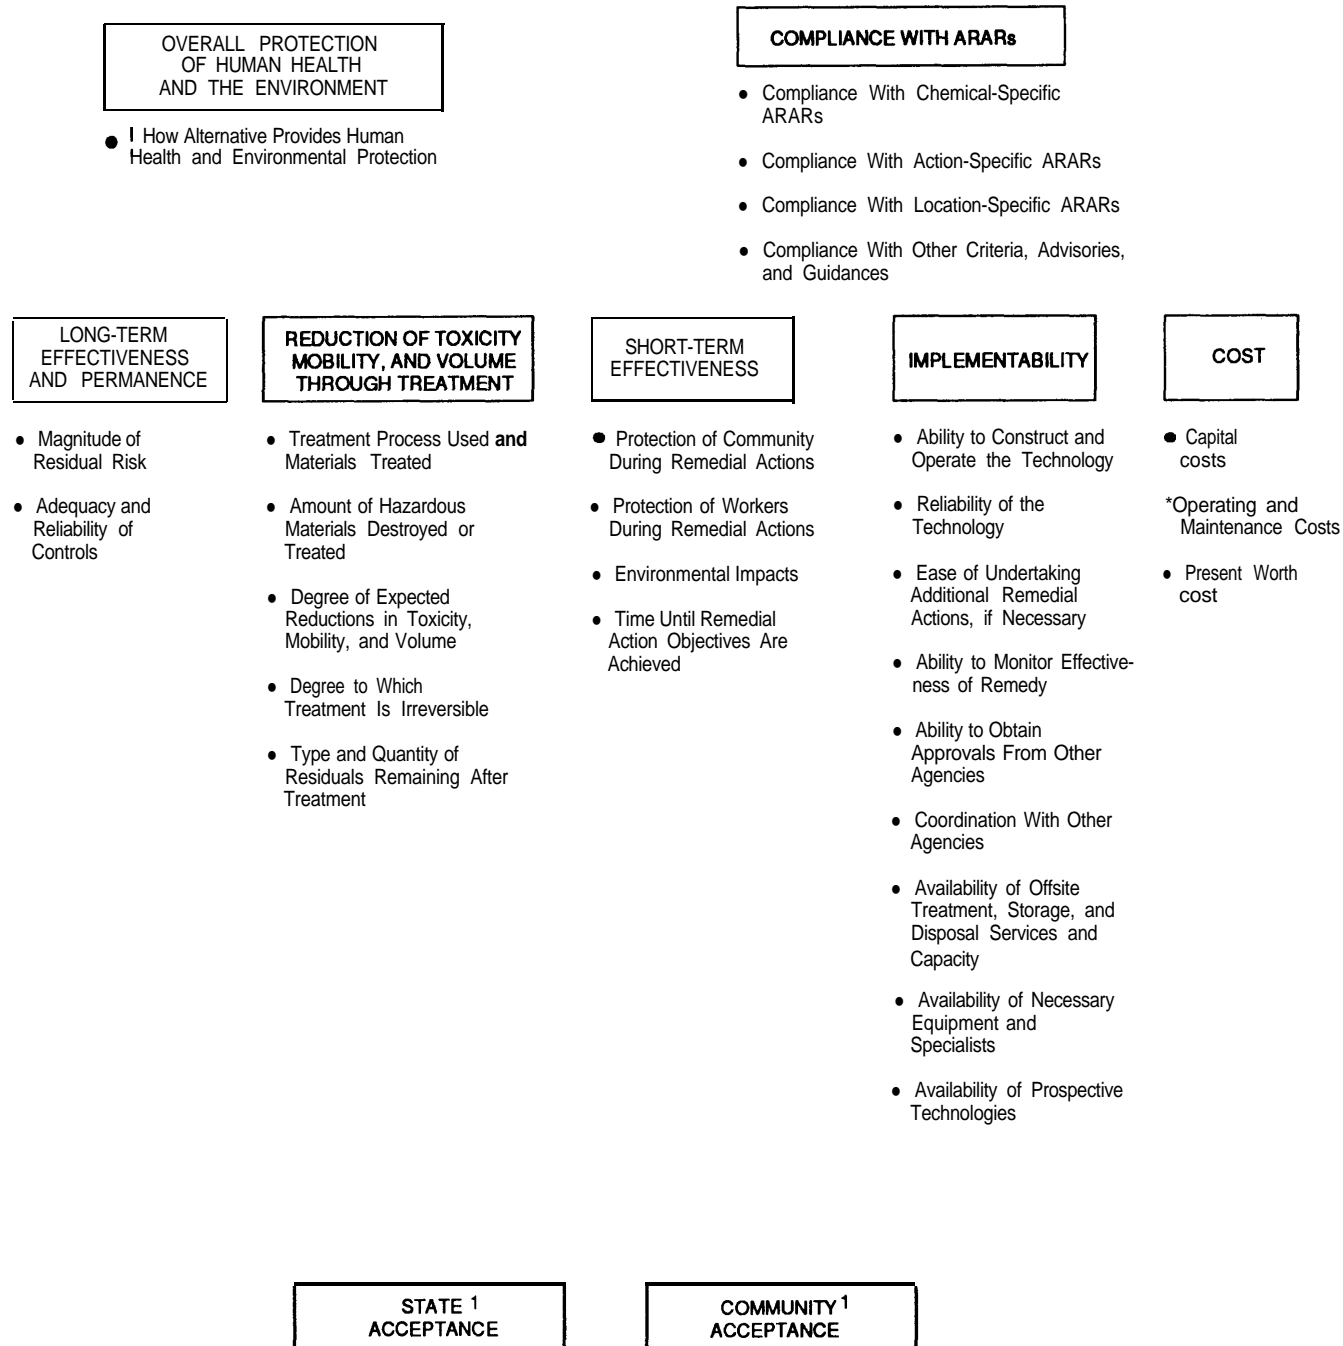 OVERALL PROTECTION
OF HUMAN HEALTH
AND THE ENVIRONMENT
● I How Alternative Provides Human
Health and Environmental Protection
COMPLIANCE WITH ARARs
● Compliance With Chemical-Specific
ARARs
● Compliance With Action-Specific ARARs
● Compliance With Location-Specific ARARs
● Compliance With Other Criteria, Advisories,
and Guidances
LONG-TERM
EFFECTIVENESS
AND PERMANENCE
● Magnitude of
Residual Risk
● Adequacy and
Reliability of
Controls
REDUCTION OF TOXICITY
MOBILITY, AND VOLUME
THROUGH TREATMENT
● Treatment Process Used and
Materials Treated
● Amount of Hazardous
Materials Destroyed or
Treated
● Degree of Expected
Reductions in Toxicity,
Mobility, and Volume
● Degree to Which
Treatment Is Irreversible
● Type and Quantity of
Residuals Remaining After
Treatment
SHORT-TERM
EFFECTIVENESS
● Protection of Community
During Remedial Actions
● Protection of Workers
During Remedial Actions
● Environmental Impacts
● Time Until Remedial
Action Objectives Are
Achieved
IMPLEMENTABILITY
● Ability to Construct and
Operate the Technology
● Reliability of the
Technology
● Ease of Undertaking
Additional Remedial
Actions, if Necessary
● Ability to Monitor Effective-
ness of Remedy
● Ability to Obtain
Approvals From Other
Agencies
● Coordination With Other
Agencies
● Availability of Offsite
Treatment, Storage, and
Disposal Services and
Capacity
● Availability of Necessary
Equipment and
Specialists
● Availability of Prospective
Technologies
COST
● Capital
costs
*Operating and
Maintenance Costs
● Present Worth
cost
STATE 1
ACCEPTANCE
COMMUNITY 1
ACCEPTANCE